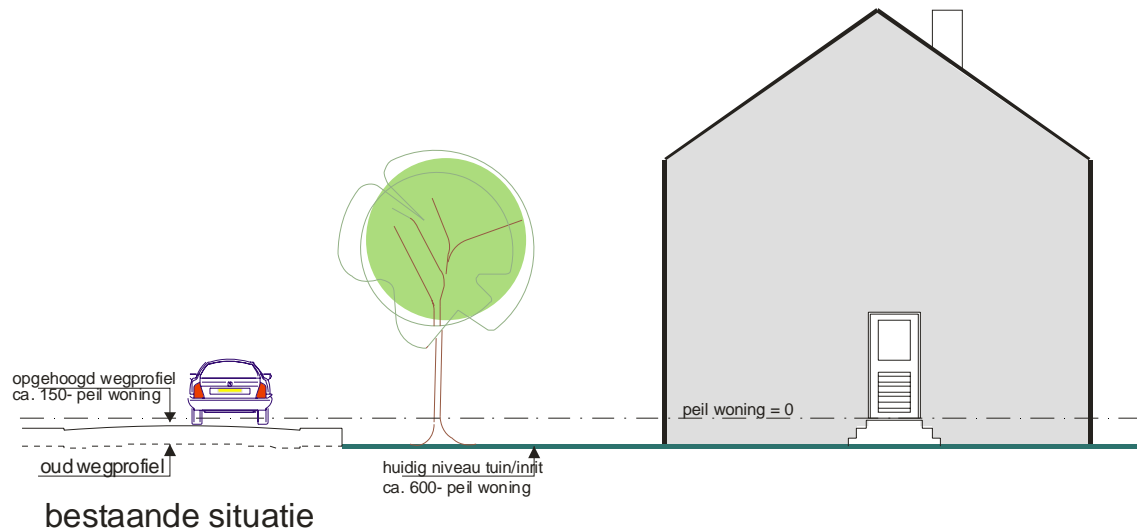 opgehoogd wegprofiel
ca. 150- peil woning
peil woning = 0
oud wegprofiel
huidig niveau tuin/inrit
ca. 600- peil woning
bestaande situatie